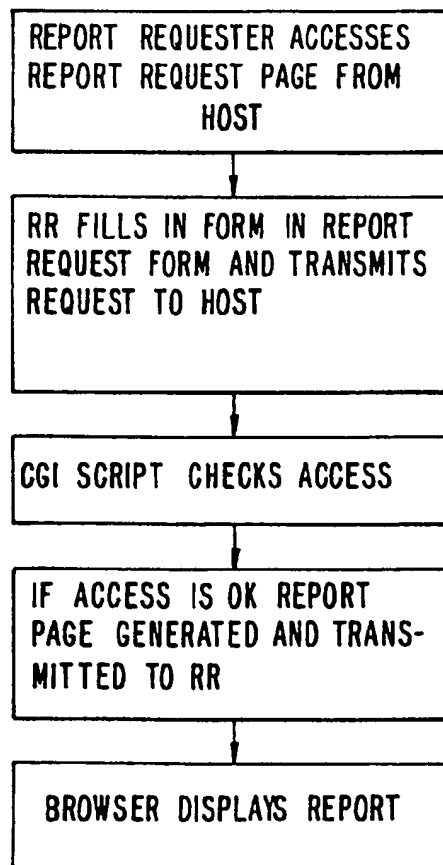 REPORT REQUESTER ACCESSES
REPORT REQUEST PAGE FROM
HOST
RR FILLS IN FORM IN REPORT
REQUEST FORM AND TRANSMITS
REQUEST TO HOST
CGI SCRIPT CHECKS ACCESS
IF ACCESS IS OK REPORT
PAGE GENERATED AND TRANS-
MITTED TO RR
BROWSER DISPLAYS REPORT